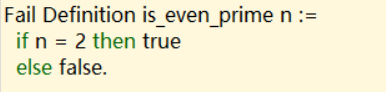 Fail Definition is_even_prime n :=
if n = 2 then true
else false.